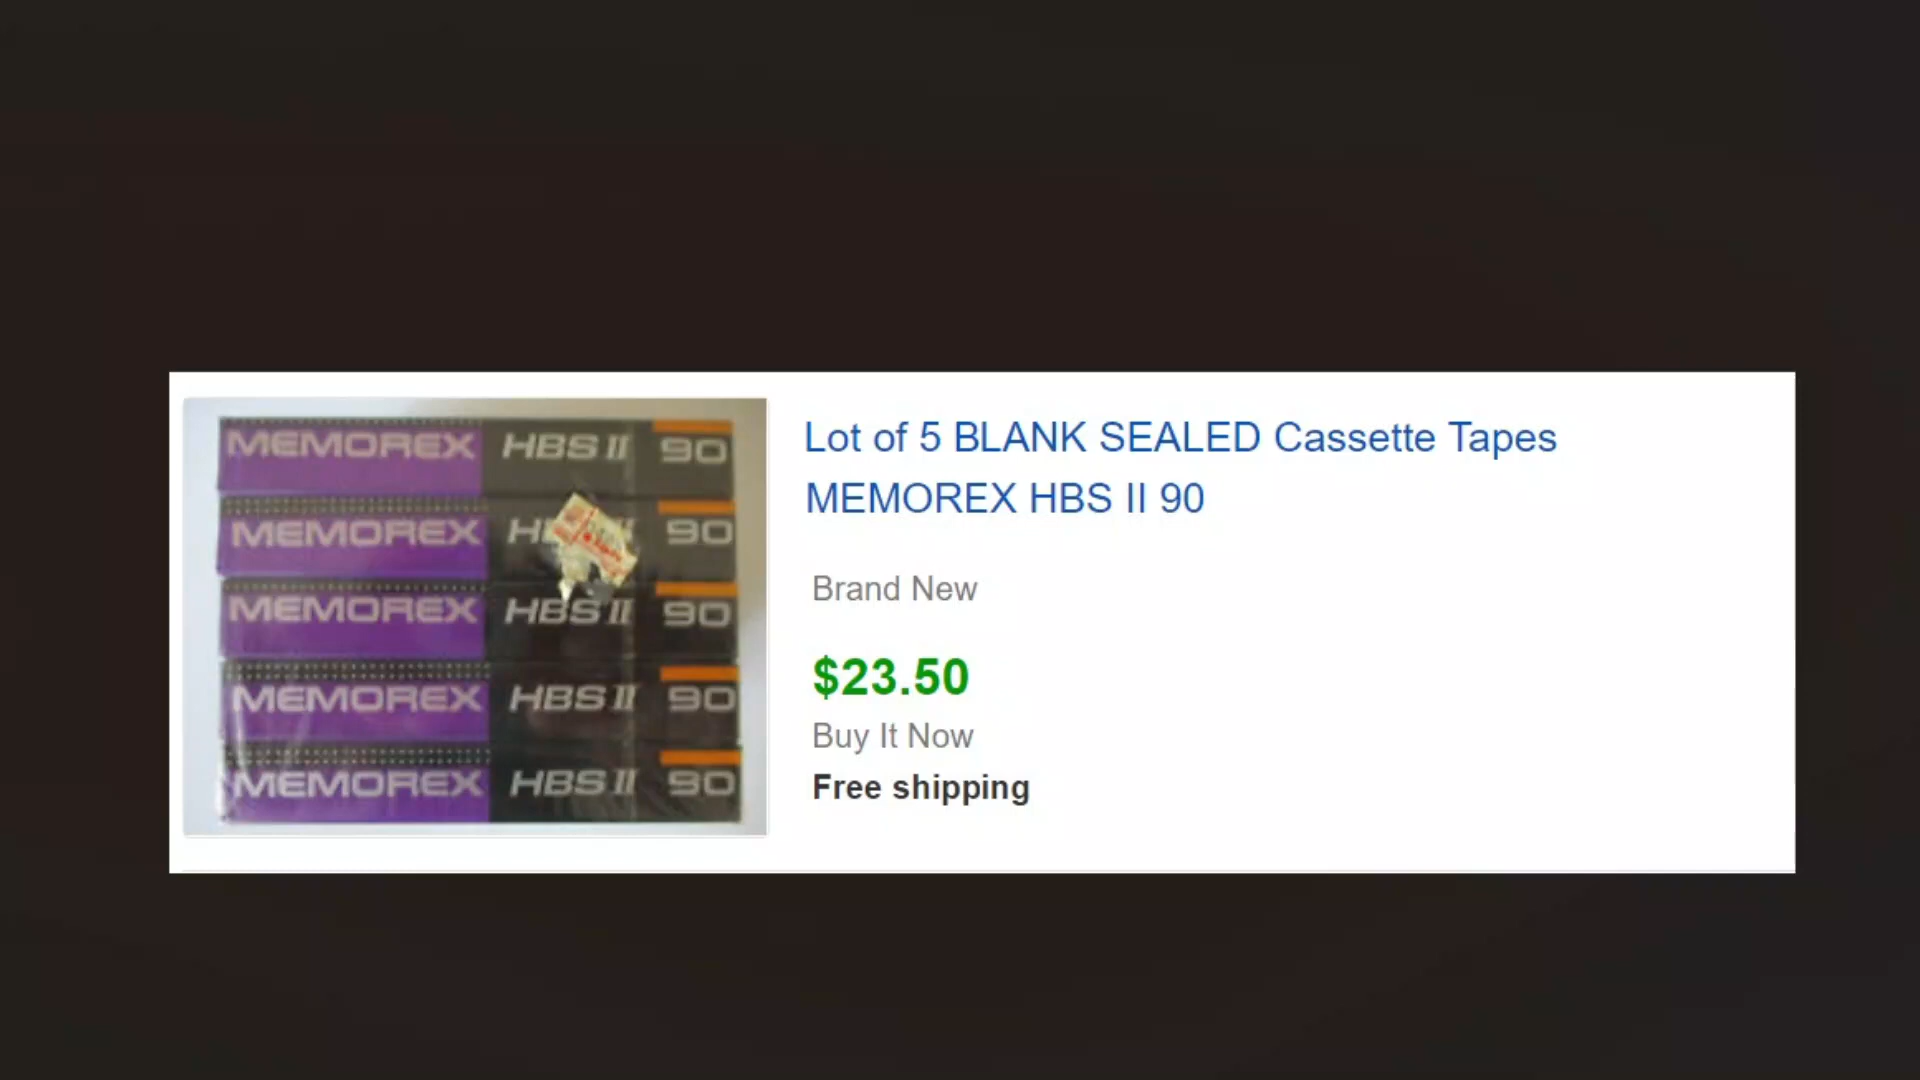 MEMOREX HBS II 90
MEMOREX 90
MEMOREX HBS II 90
MEMOREX HBS II 90
MEMOREX HBS II 90
Lot of 5 BLANK SEALED Cassette Tapes
MEMOREX HBS II 90
Brand New
$23.50
Buy It Now
Free shipping